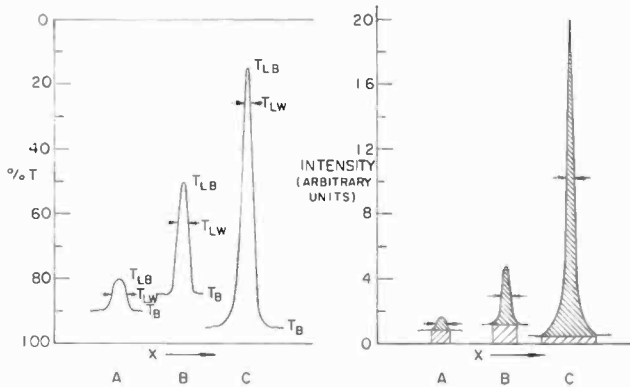 0
20
40
%T
60
80
100
T_LB
T_LW
T_B
T_LB
T_LW
T_B
T_LB
T_LW
T_B
X
A B C
20
16
12
INTENSITY
(ARBITRARY
UNITS)
8
4
0
X
A B C